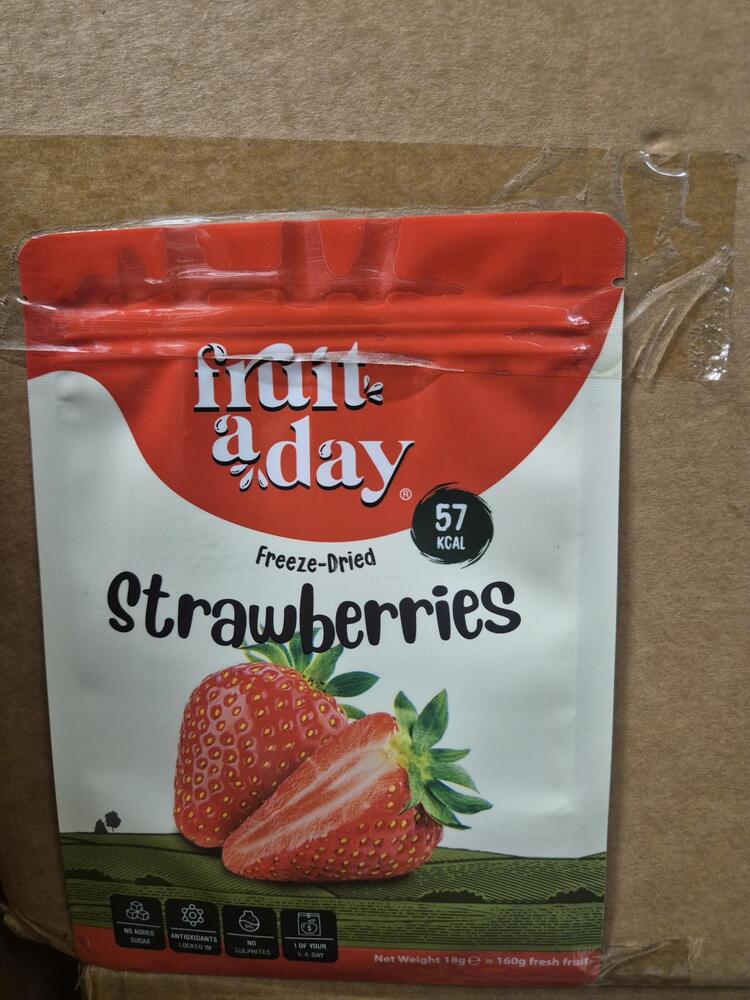 fruit
a day®
57
KCAL
Freeze-Dried
Strawberries
NO ADDED
SUGAR
ANTIOXIDANTS
LOCKED IN
NO
SULPHITES
1 OF YOUR
5-A-DAY
Net Weight 18g ℮ = 160g fresh fruit